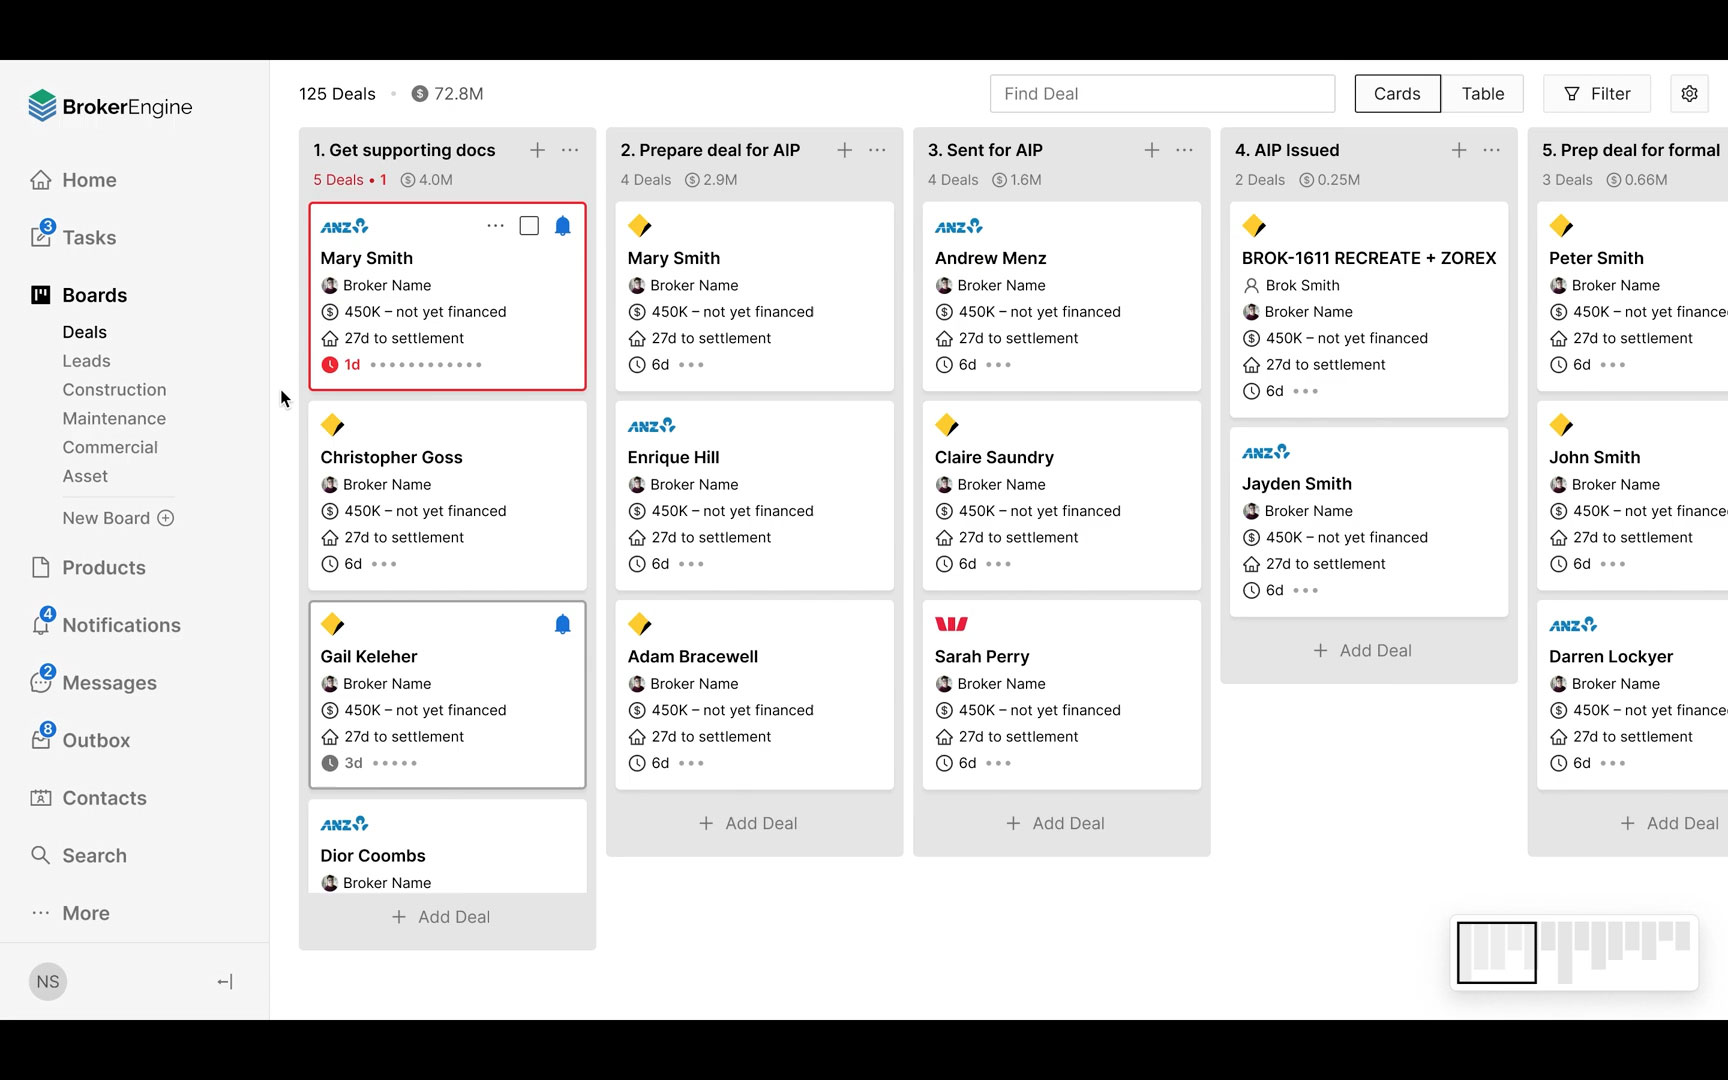 BrokerEngine
Home
3
Tasks
Boards
Deals
Leads
Construction
Maintenance
Commercial
Asset
New Board
Products
4
Notifications
2
Messages
8
Outbox
Contacts
Search
More
NS
125 Deals • 72.8M
Find Deal
Cards
Table
Filter
1. Get supporting docs
5 Deals • 1 4.0M
ANZ
Mary Smith
Broker Name
450K – not yet financed
27d to settlement
1d
Christopher Goss
Broker Name
450K – not yet financed
27d to settlement
6d
Gail Keleher
Broker Name
450K – not yet financed
27d to settlement
3d
ANZ
Dior Coombs
Broker Name
+ Add Deal
2. Prepare deal for AIP
4 Deals 2.9M
Mary Smith
Broker Name
450K – not yet financed
27d to settlement
6d
ANZ
Enrique Hill
Broker Name
450K – not yet financed
27d to settlement
6d
Adam Bracewell
Broker Name
450K – not yet financed
27d to settlement
6d
+ Add Deal
3. Sent for AIP
4 Deals 1.6M
ANZ
Andrew Menz
Broker Name
450K – not yet financed
27d to settlement
6d
Claire Saundry
Broker Name
450K – not yet financed
27d to settlement
6d
Sarah Perry
Broker Name
450K – not yet financed
27d to settlement
6d
+ Add Deal
4. AIP Issued
2 Deals 0.25M
BROK-1611 RECREATE + ZOREX
Brok Smith
Broker Name
450K – not yet financed
27d to settlement
6d
ANZ
Jayden Smith
Broker Name
450K – not yet financed
27d to settlement
6d
+ Add Deal
5. Prep deal for formal
3 Deals 0.66M
Peter Smith
Broker Name
450K – not yet finance
27d to settlement
6d
John Smith
Broker Name
450K – not yet finance
27d to settlement
6d
ANZ
Darren Lockyer
Broker Name
450K – not yet finance
27d to settlement
6d
+ Add Deal